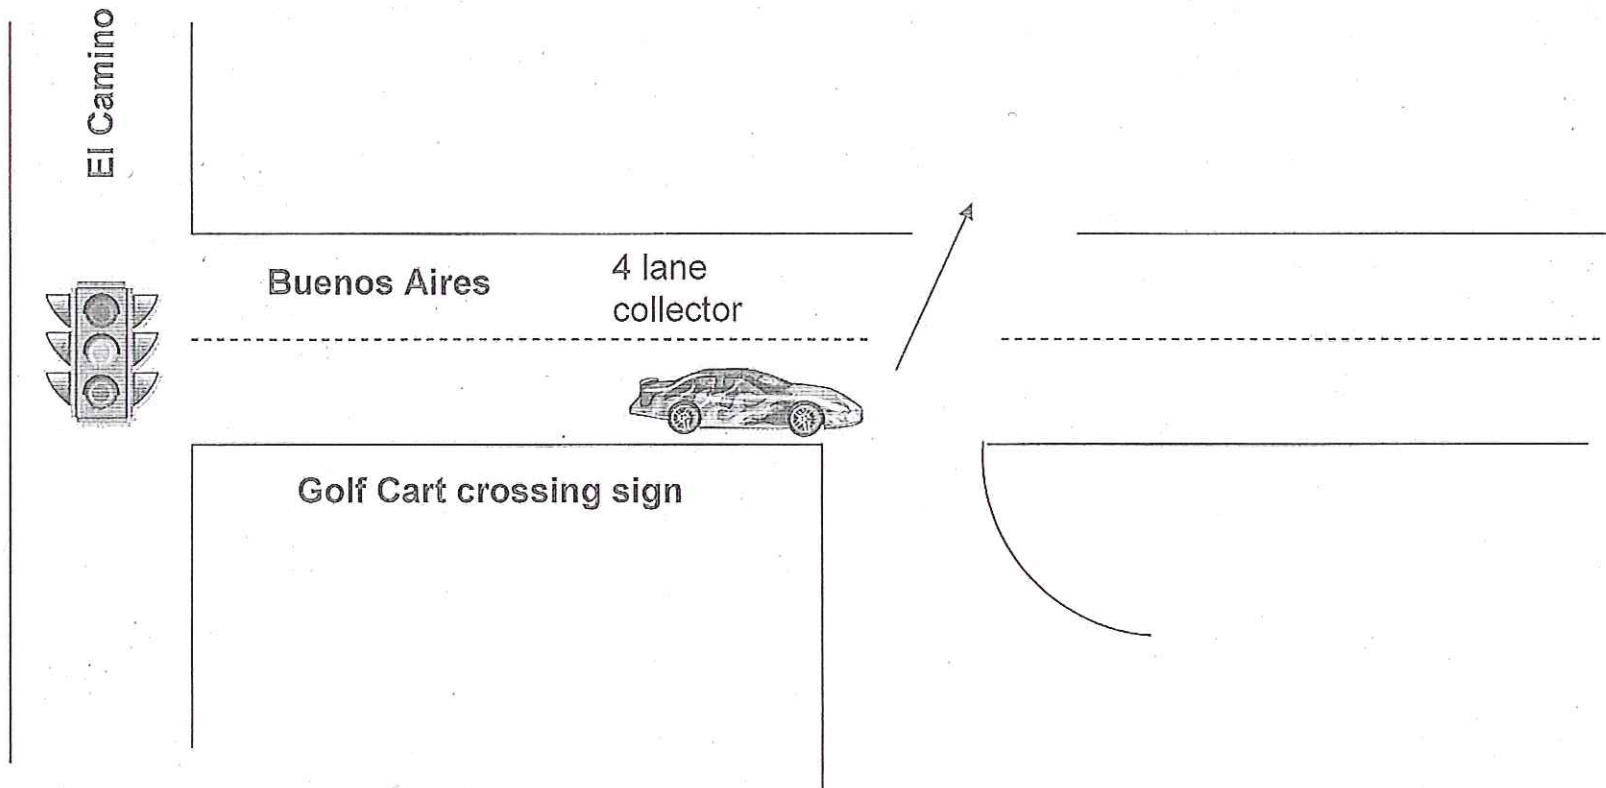 El Camino
Buenos Aires
4 lane
collector
Golf Cart crossing sign